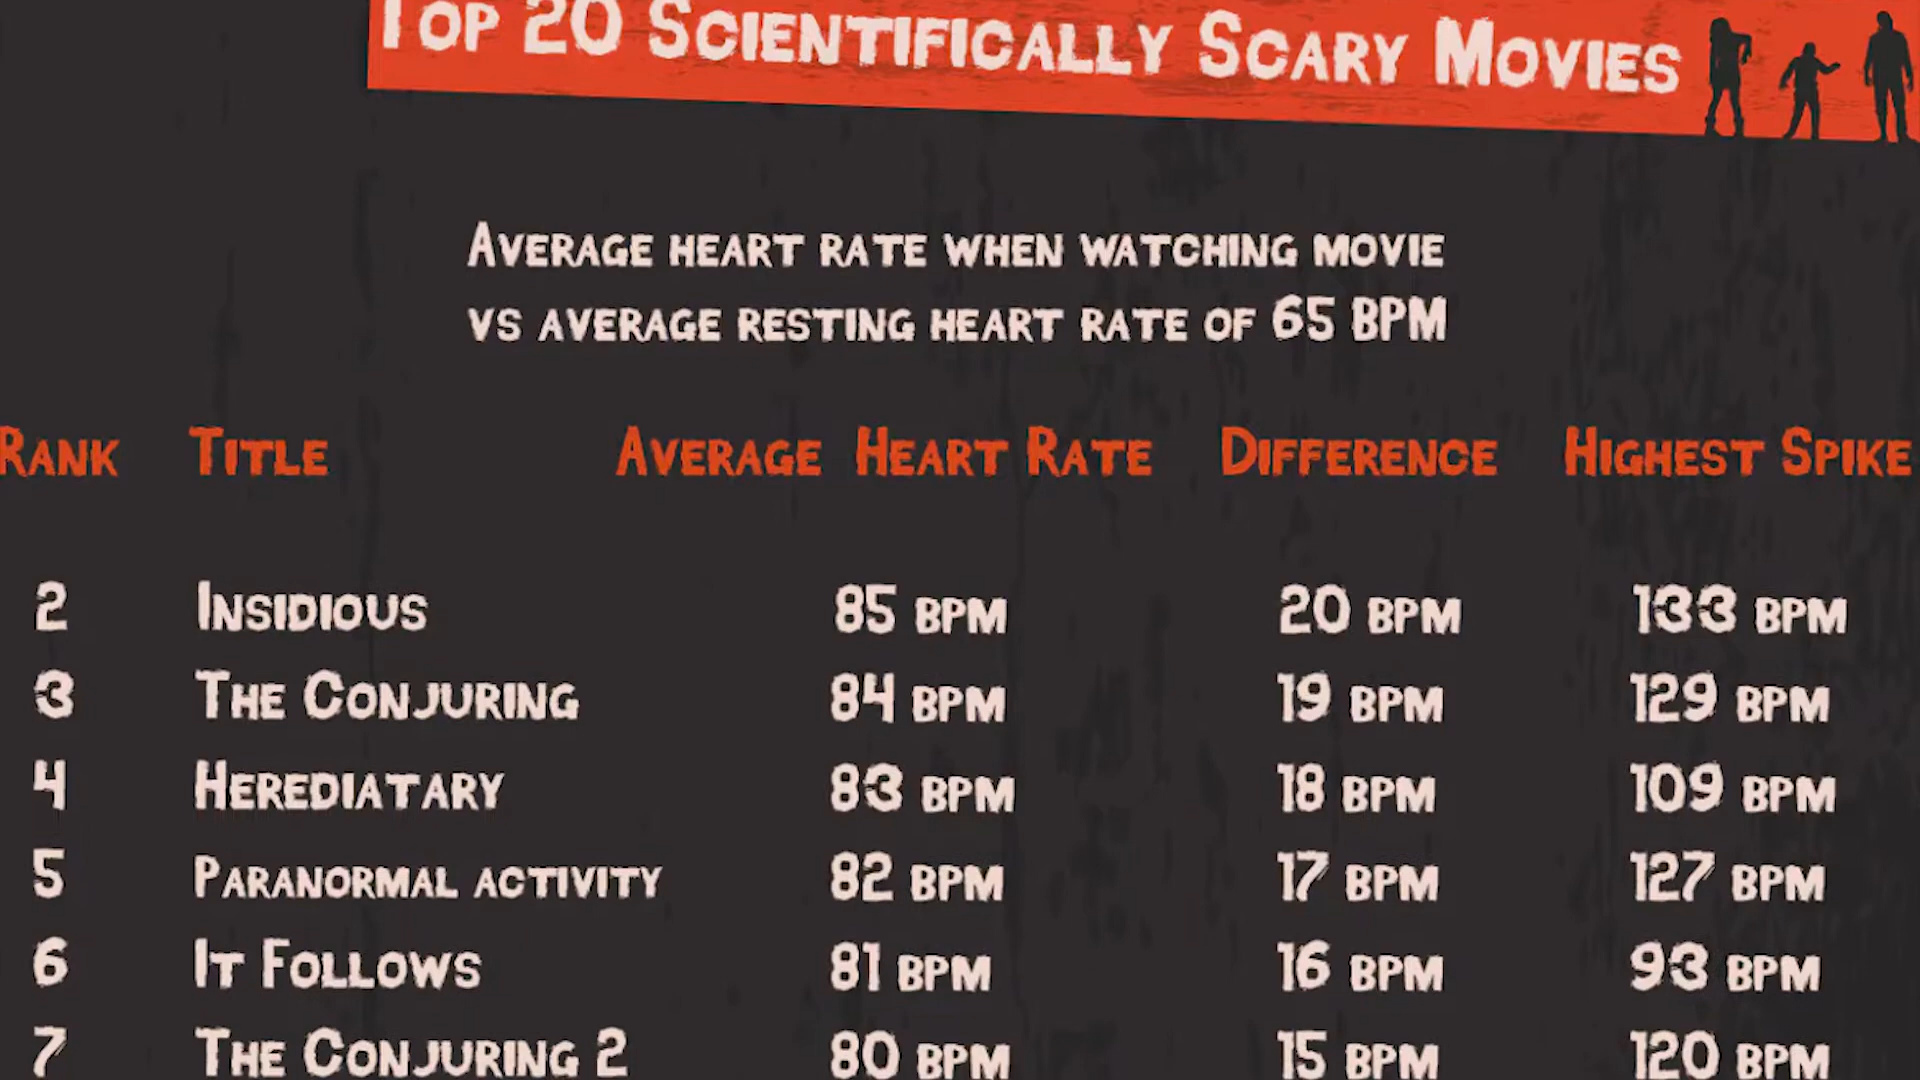 Top 20 Scientifically Scary Movies
Average heart rate when watching movie
vs average resting heart rate of 65 BPM
Rank Title Average Heart Rate Difference Highest Spike
2 Insidious 85 bpm 20 bpm 133 bpm
3 The Conjuring 84 bpm 19 bpm 129 bpm
4 Herediatary 83 bpm 18 bpm 109 bpm
5 Paranormal activity 82 bpm 17 bpm 127 bpm
6 It Follows 81 bpm 16 bpm 93 bpm
7 The Conjuring 2 80 bpm 15 bpm 120 bpm